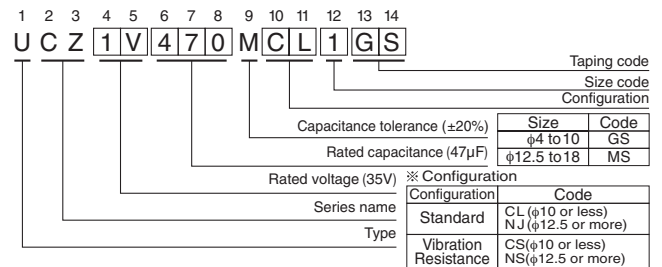 1 2 3 4 5 6 7 8 9 10 11 12 13 14
U C Z 1 V 4 7 0 M C L 1 G S
Taping code
Size code
Configuration
Capacitance tolerance (±20%)
Size Code
ϕ4 to10 GS
Rated capacitance (47µF)
ϕ12.5 to18 MS
Rated voltage (35V)
※ Configuration
Configuration Code
Series name
Standard CL(ϕ10 or less)
NJ(ϕ12.5 or more)
Type
Vibration CS(ϕ10 or less)
Resistance NS(ϕ12.5 or more)